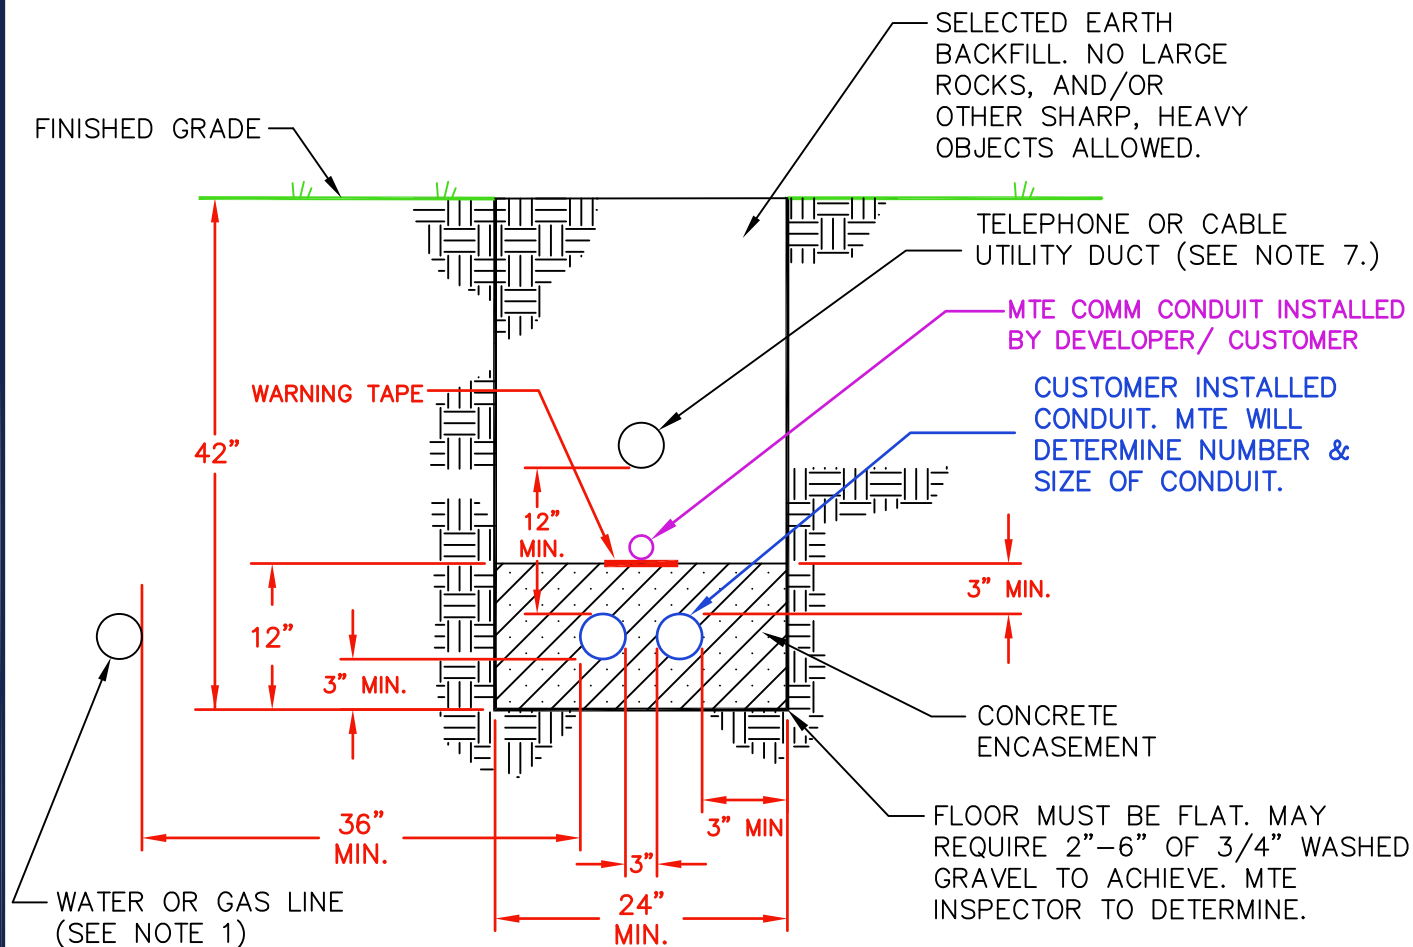 SELECTED EARTH
BACKFILL. NO LARGE
ROCKS, AND/OR
OTHER SHARP, HEAVY
OBJECTS ALLOWED.
FINISHED GRADE
TELEPHONE OR CABLE
UTILITY DUCT (SEE NOTE 7.)
MTE COMM CONDUIT INSTALLED
BY DEVELOPER/ CUSTOMER
WARNING TAPE
CUSTOMER INSTALLED
CONDUIT. MTE WILL
DETERMINE NUMBER &
SIZE OF CONDUIT.
42"
12"
MIN.
3" MIN.
12"
3" MIN.
CONCRETE
ENCASEMENT
FLOOR MUST BE FLAT. MAY
REQUIRE 2"-6" OF 3/4" WASHED
GRAVEL TO ACHIEVE. MTE
INSPECTOR TO DETERMINE.
3" MIN
36"
MIN.
3"
24"
MIN.
WATER OR GAS LINE
(SEE NOTE 1)